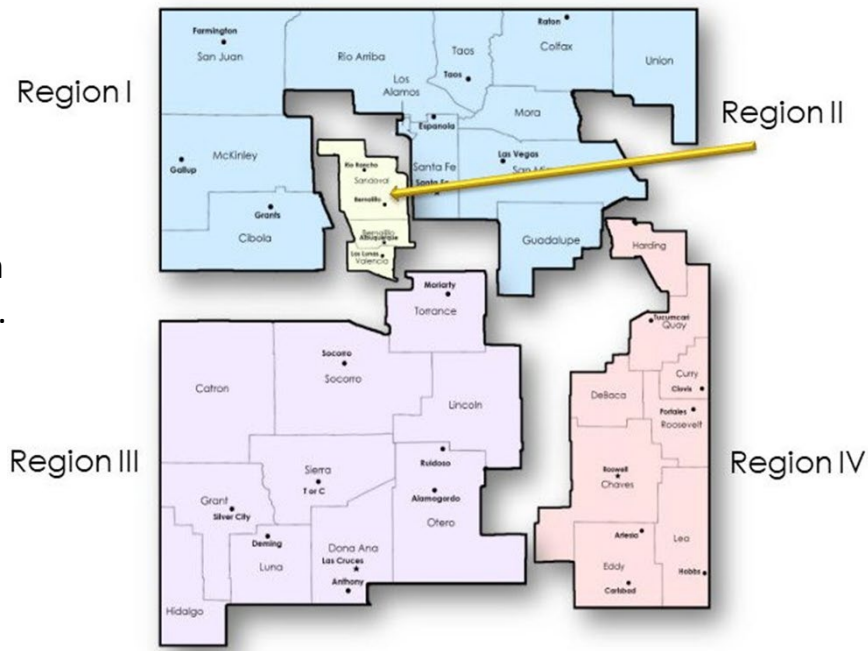 Region I
Farmington
San Juan
Rio Arriba
Taos
Taos
Raton
Colfax
Union
Los
Alamos
Mora
Region II
Espanola
McKinley
Gallup
Grants
Cibola
Rio Rancho
Sandoval
Bernalillo
Bernalillo
Albuquerque
Los Lunas
Valencia
Santa Fe
Santa Fe
Las Vegas
San Mi
Guadalupe
Harding
n
.
Moriarty
Torrance
Socorro
Socorro
Catron
Lincoln
Tucumcari
Quay
Curry
Clovis
DeBaca
Portales
Roosevelt
Region III
Sierra
T or C
Grant
Silver City
Ruidoso
Alamogordo
Otero
Deming
Luna
Dona Ana
Las Cruces
Anthony
Hidalgo
Region IV
Roswell
Chaves
Artesia
Lea
Eddy
Hobbs
Carlsbad